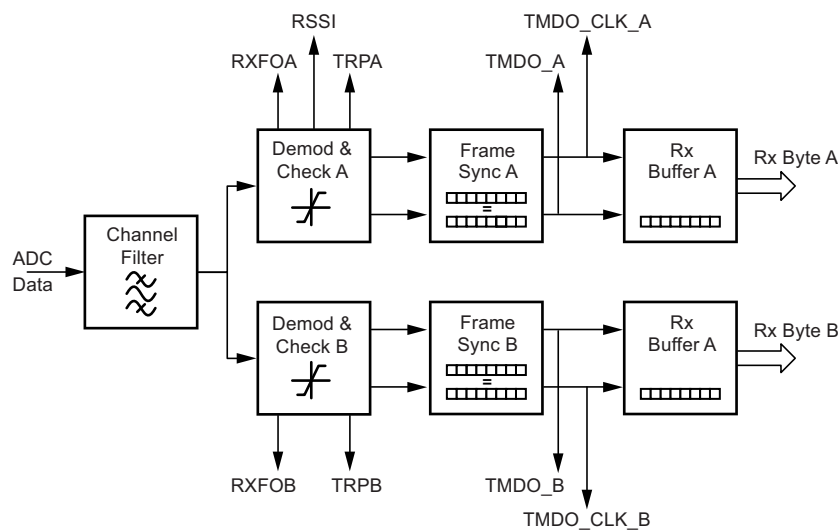 RSSI
TMDO_CLK_A
RXFOA
TRPA
TMDO_A
Demod &
Check A
Frame
Sync A
=
Rx
Buffer A
Rx Byte A
Channel
Filter
ADC
Data
Demod &
Check B
Frame
Sync B
=
Rx
Buffer A
Rx Byte B
RXFOB
TRPB
TMDO_B
TMDO_CLK_B